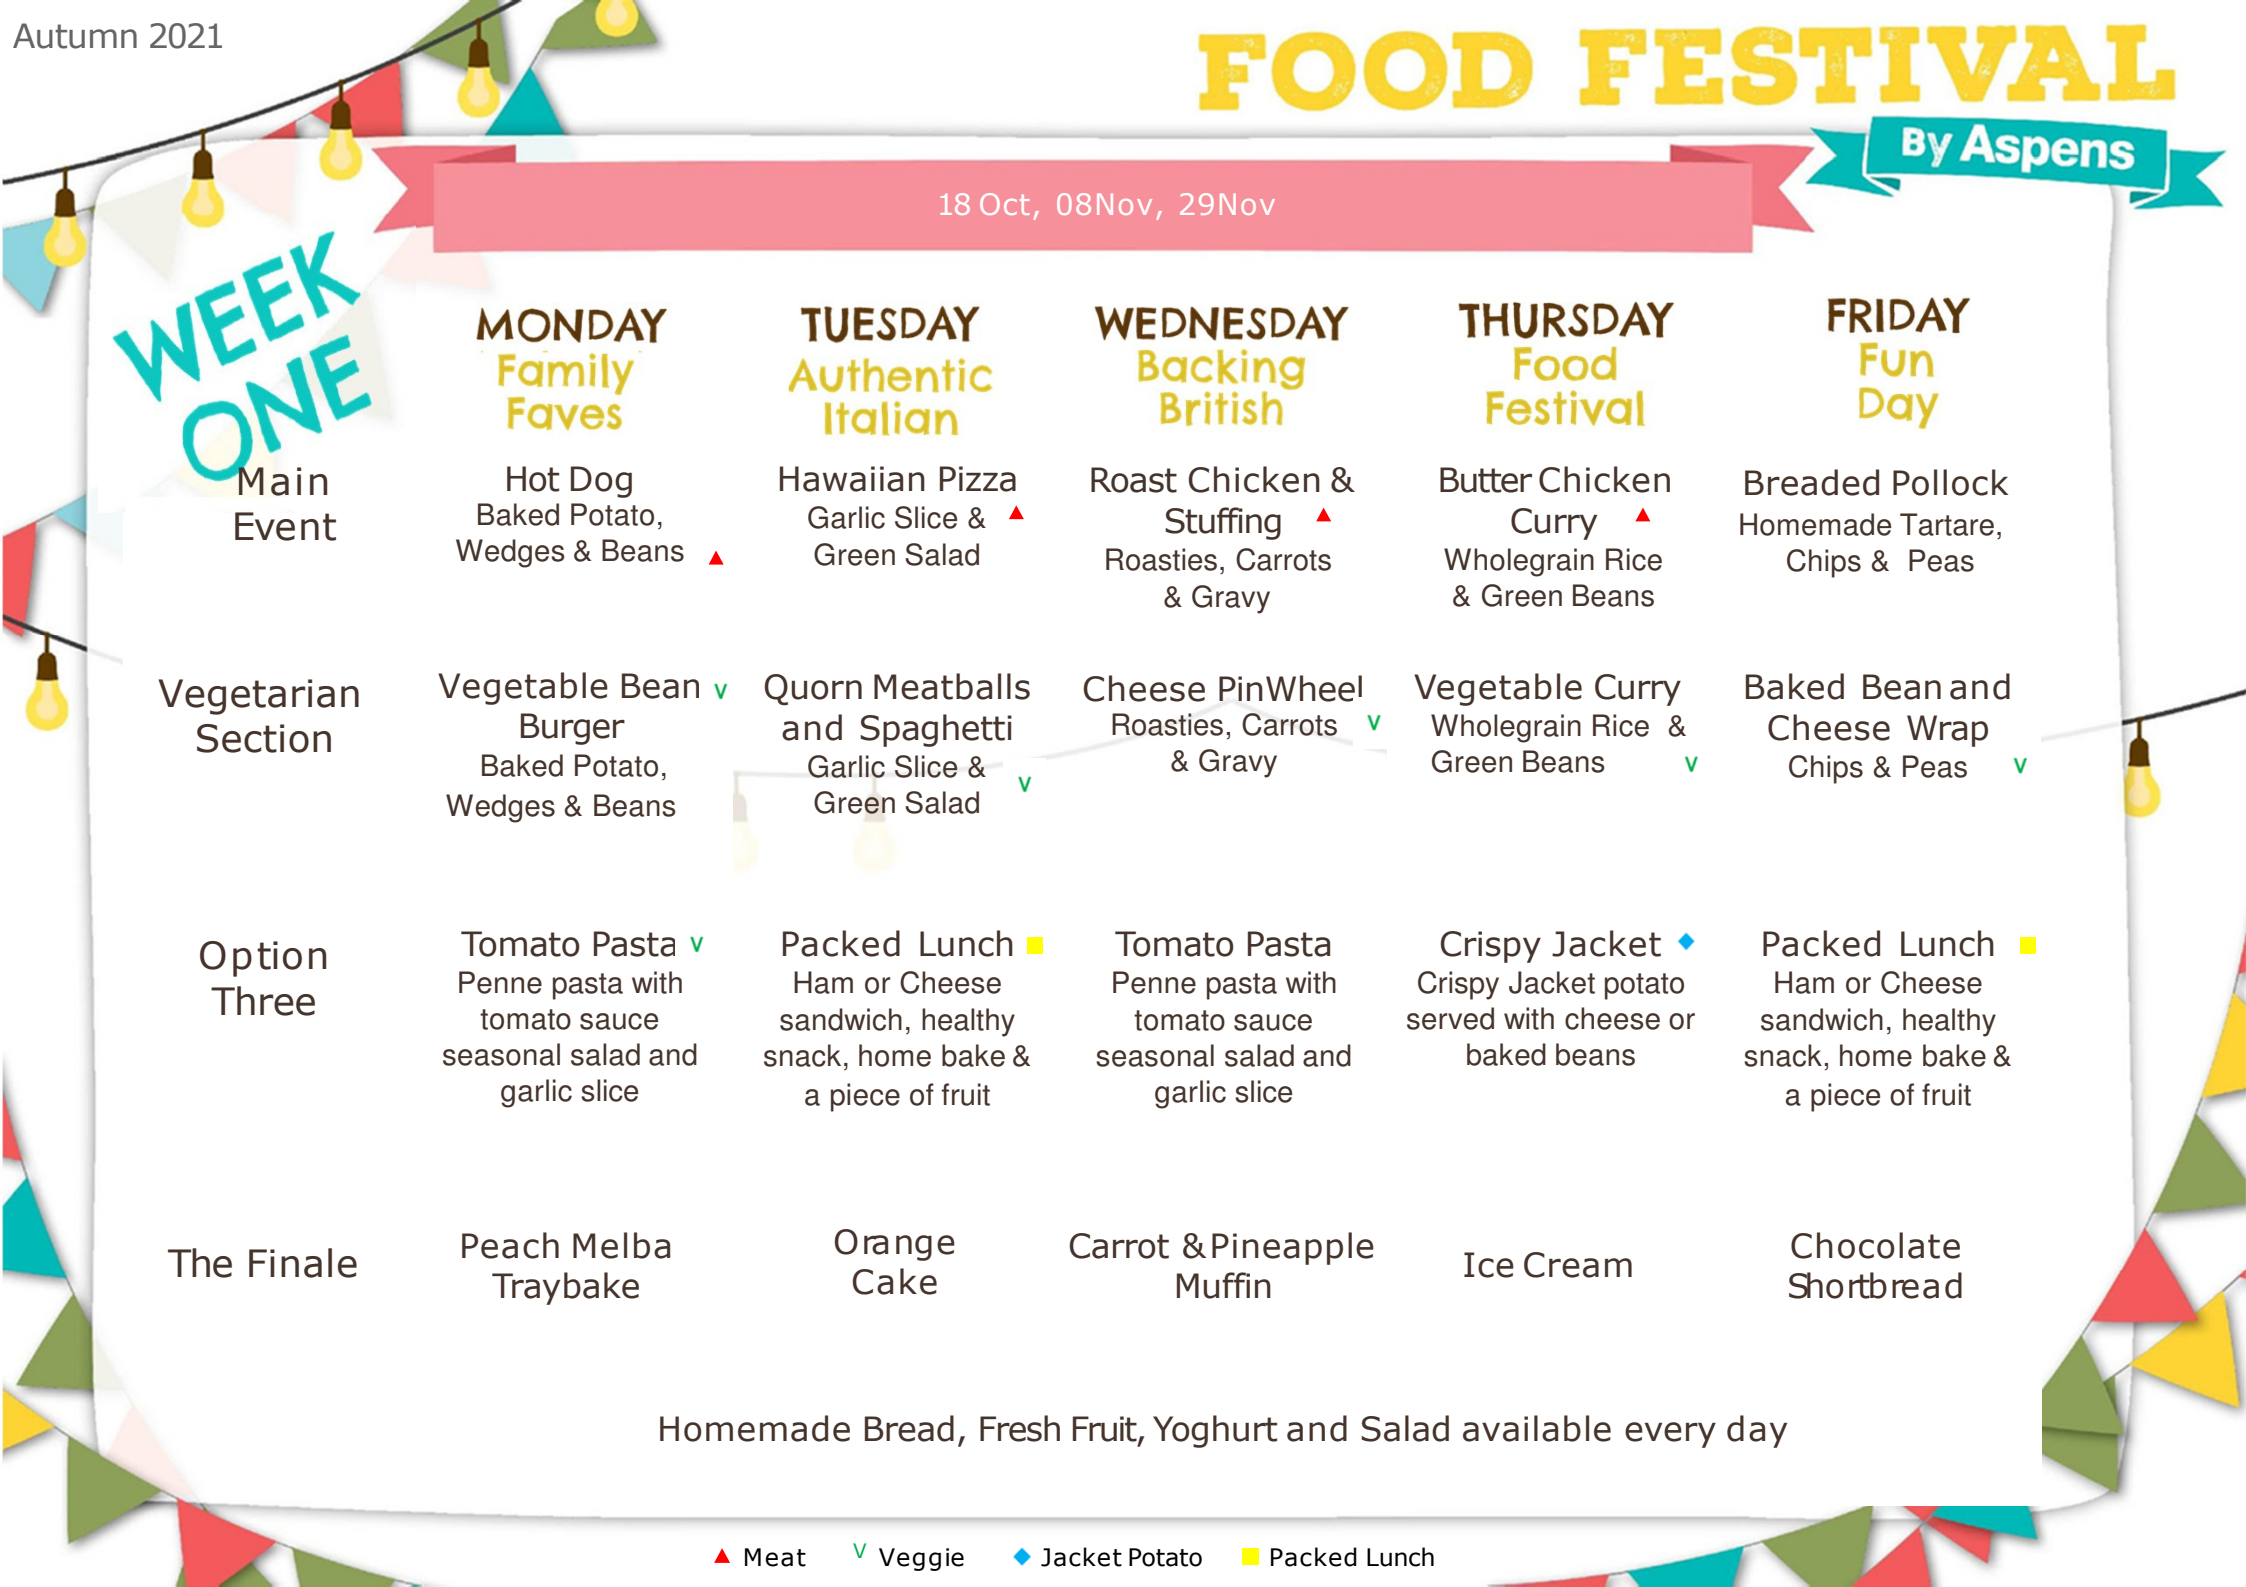 Autumn 2021
FOOD FESTIVAL
By Aspens
18 Oct, 08Nov, 29Nov
WEEK
ONE
MONDAY
Family
Faves
TUESDAY
Authentic
Italian
WEDNESDAY
Backing
British
THURSDAY
Food
Festival
FRIDAY
Fun
Day
Main
Event
Hot Dog
Baked Potato,
Wedges & Beans
Hawaiian Pizza
Garlic Slice &
Green Salad
Roast Chicken &
Stuffing
Roasties, Carrots
& Gravy
Butter Chicken
Curry
Wholegrain Rice
& Green Beans
Breaded Pollock
Homemade Tartare,
Chips & Peas
Vegetarian
Section
Vegetable Bean V
Burger
Baked Potato,
Wedges & Beans
Quorn Meatballs
and Spaghetti
Garlic Slice &
Green Salad V
Cheese PinWheel
Roasties, Carrots V
& Gravy
Vegetable Curry
Wholegrain Rice &
Green Beans V
Baked Bean and
Cheese Wrap
Chips & Peas V
Option
Three
Tomato Pasta V
Penne pasta with
tomato sauce
seasonal salad and
garlic slice
Packed Lunch
Ham or Cheese
sandwich, healthy
snack, home bake &
a piece of fruit
Tomato Pasta
Penne pasta with
tomato sauce
seasonal salad and
garlic slice
Crispy Jacket
Crispy Jacket potato
served with cheese or
baked beans
Packed Lunch
Ham or Cheese
sandwich, healthy
snack, home bake &
a piece of fruit
The Finale
Peach Melba
Traybake
Orange
Cake
Carrot & Pineapple
Muffin
Ice Cream
Chocolate
Shortbread
Homemade Bread, Fresh Fruit, Yoghurt and Salad available every day
Meat V Veggie Jacket Potato Packed Lunch